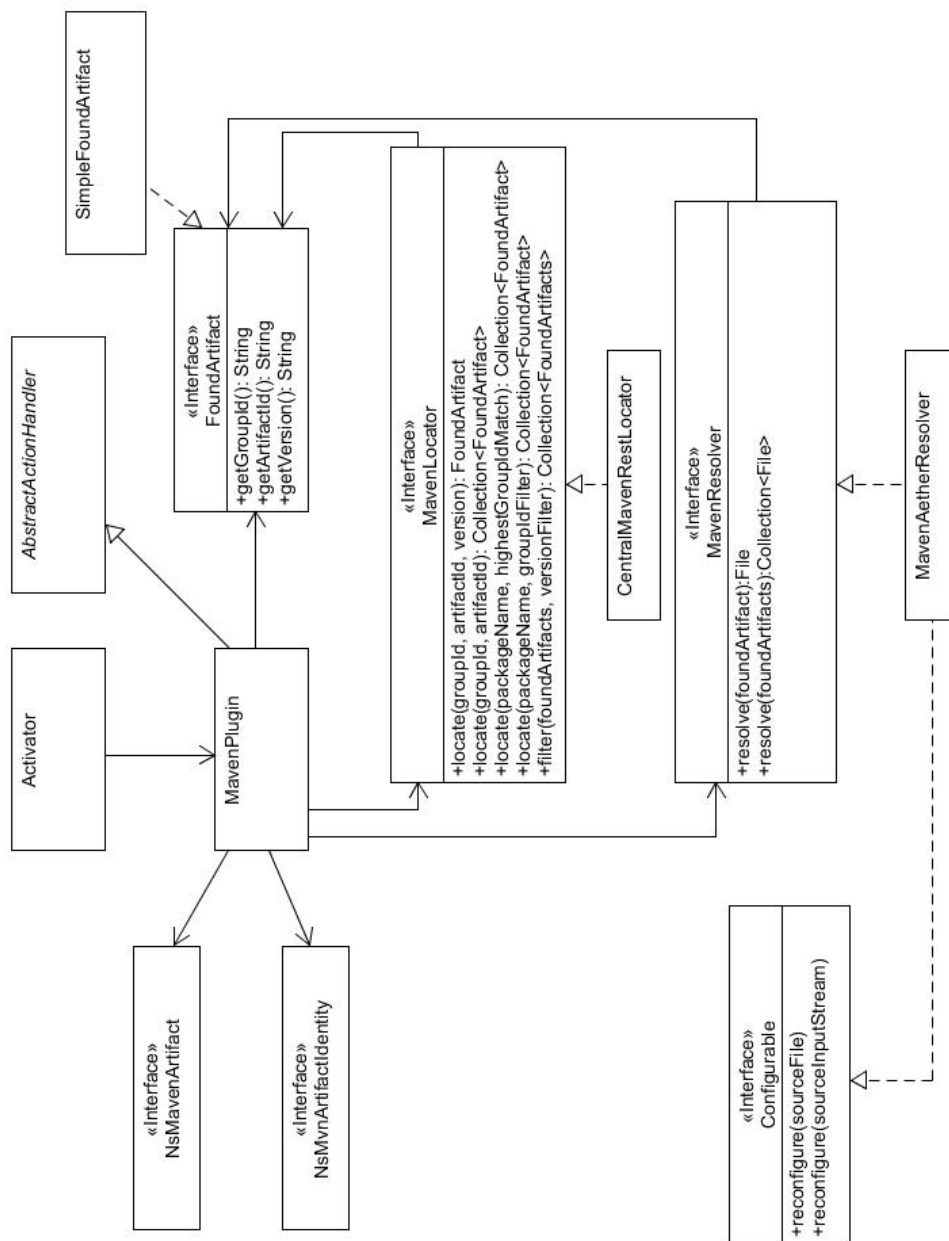 Activator
AbstractActionHandler
SimpleFoundArtifact
«Interface»
NsMavenArtifact
MavenPlugin
«Interface»
FoundArtifact
+getGroupId(): String
+getArtifactId(): String
+getVersion(): String
«Interface»
NsMvnArtifactIdentity
«Interface»
MavenLocator
+locate(groupId, artifactId, version): FoundArtifact
+locate(groupId, artifactId): Collection<FoundArtifact>
+locate(packageName, highestGroupIdMatch): Collection<FoundArtifact>
+locate(packageName, groupIdFilter): Collection<FoundArtifact>
+filter(foundArtifacts, versionFilter): Collection<FoundArtifacts>
CentralMavenRestLocator
«Interface»
MavenResolver
+resolve(foundArtifact):File
+resolve(foundArtifacts):Collection<File>
«Interface»
Configurable
+reconfigure(sourceFile)
+reconfigure(sourceInputStream)
MavenAetherResolver